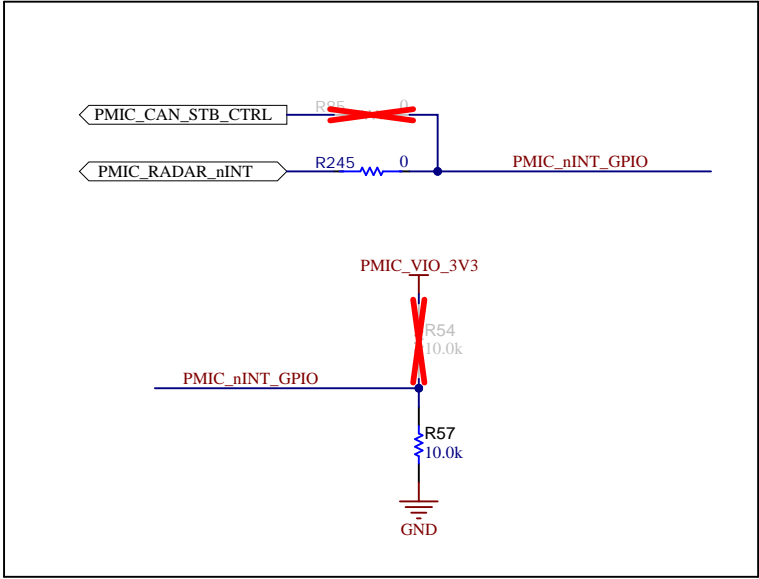 R85 0
PMIC_CAN_STB_CTRL
R245 0
PMIC_RADAR_nINT
PMIC_nINT_GPIO
PMIC_VIO_3V3
R54
10.0k
PMIC_nINT_GPIO
R57
10.0k
GND